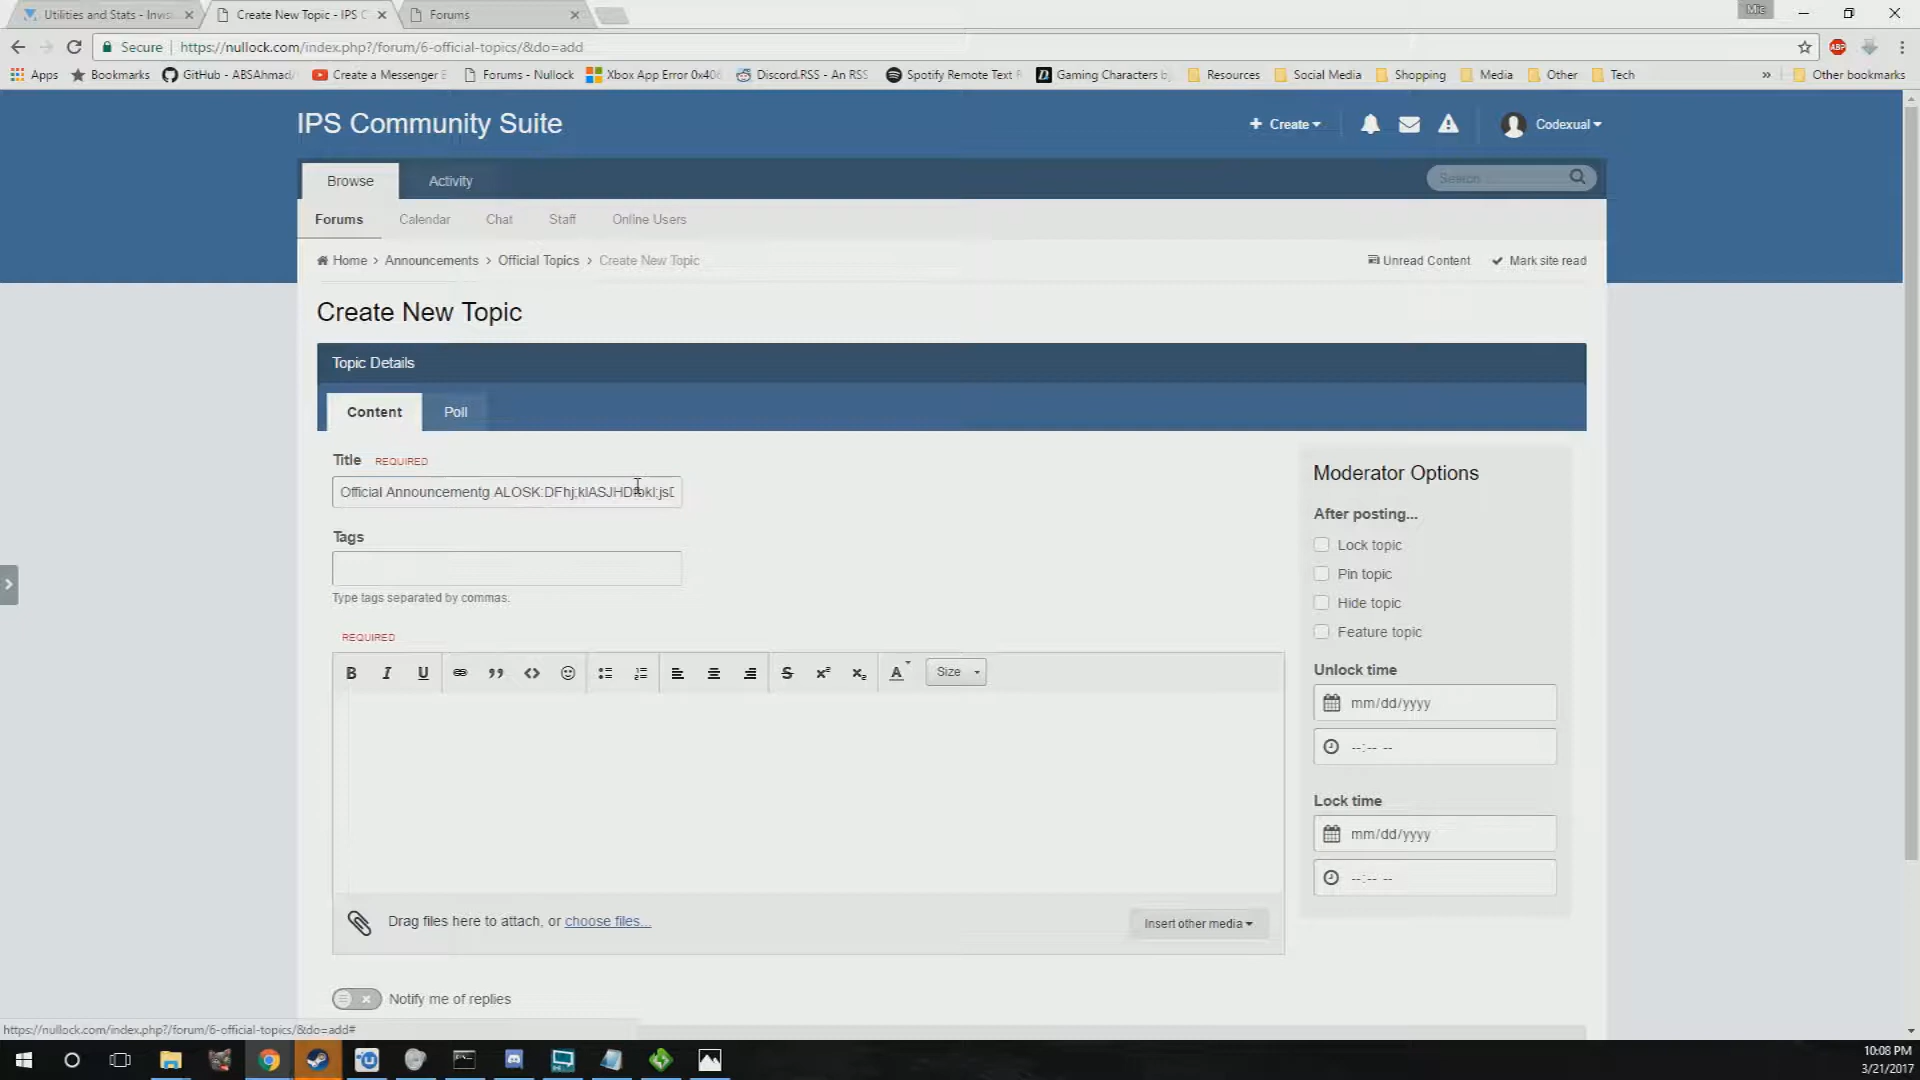 Utilities and Stats - Invis
Create New Topic - IPS C
Forums
Mic
Secure
https://nullock.com/index.php?/forum/6-official-topics/&do=add
ABP
Apps
Bookmarks
GitHub - ABSAhmad/
Create a Messenger
Forums - Nullock
Xbox App Error 0x406
Discord.RSS - An RSS
Spotify Remote Text
Gaming Characters b
Resources
Social Media
Shopping
Media
Other
Tech
»
Other bookmarks
IPS Community Suite
+ Create
Codexual
Browse
Activity
Search
Forums
Calendar
Chat
Staff
Online Users
Home > Announcements > Official Topics > Create New Topic
Unread Content
Mark site read
Create New Topic
Topic Details
Content
Poll
Title REQUIRED
Official Announcementg
Tags
Type tags separated by commas.
REQUIRED
B I U
Size
Drag files here to attach, or choose files...
Insert other media
Notify me of replies
Moderator Options
After posting...
Lock topic
Pin topic
Hide topic
Feature topic
Unlock time
mm/dd/yyyy
--:-- --
Lock time
mm/dd/yyyy
--:-- --
https://nullock.com/index.php?/forum/6-official-topics/&do=add#
10:08 PM
3/21/2017